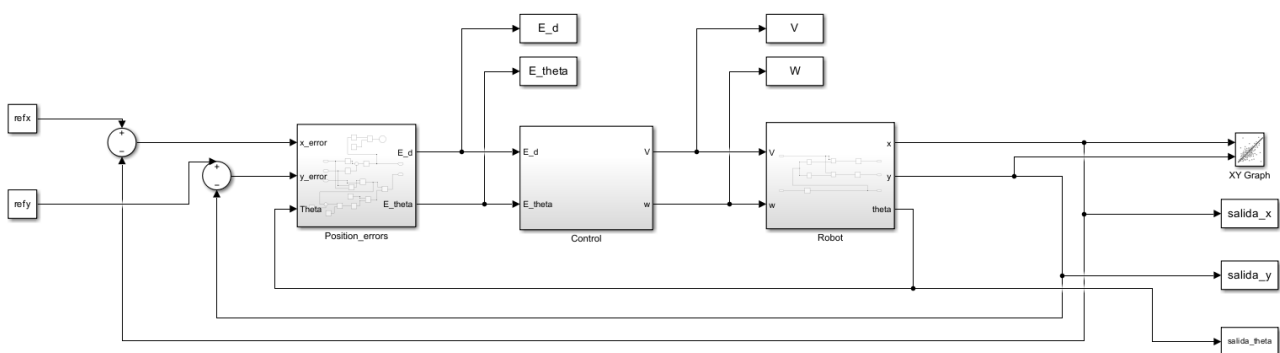 E_d
V
E_theta
W
refx
+
−
x_error
E_d
E_d
V
V
x
XY Graph
refy
+
−
y_error
y
Theta
E_theta
E_theta
w
w
theta
salida_x
Position_errors
Control
Robot
salida_y
salida_theta